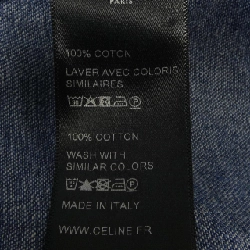 PARIS
100% COTON
LAVER AVEC COLORIS
SIMILAIRES
100% COTTON
WASH WITH
SIMILAR COLORS
MADE IN ITALY
WWW.CELINE.FR